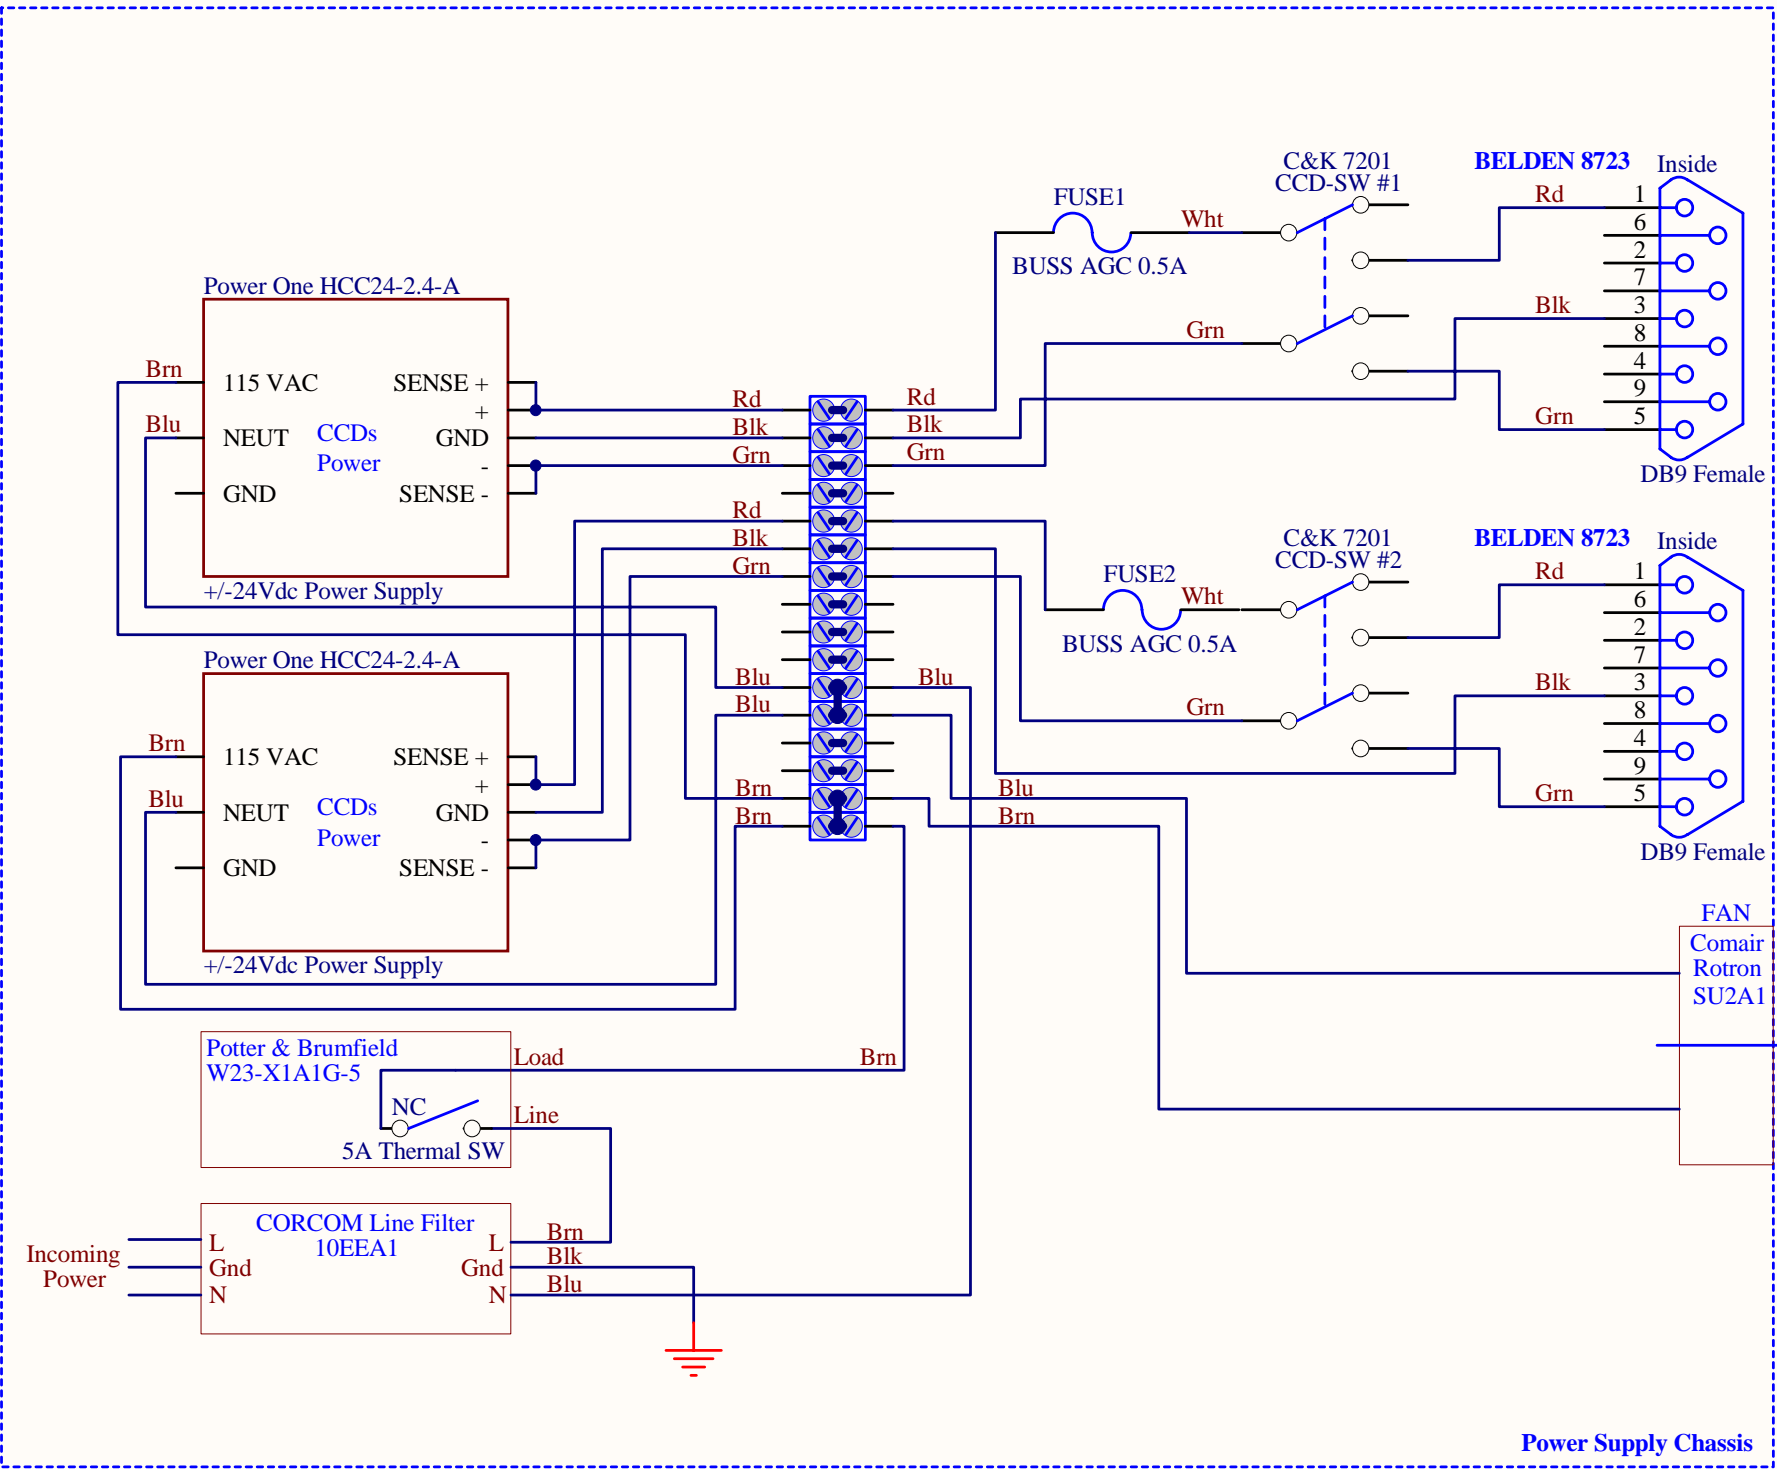 C&K 7201
CCD-SW #1
BELDEN 8723
Inside
FUSE1
Wht
BUSS AGC 0.5A
Rd
1
6
2
7
3
8
4
9
5
Blk
Grn
Grn
DB9 Female
Power One HCC24-2.4-A
Brn
115 VAC
SENSE +
+
Blu
NEUT
CCDs
Power
GND
-
GND
SENSE -
+/-24Vdc Power Supply
Rd
Blk
Grn
Rd
Blk
Grn
Rd
Blk
Grn
C&K 7201
CCD-SW #2
BELDEN 8723
Inside
FUSE2
Wht
BUSS AGC 0.5A
Rd
1
6
2
7
3
8
4
9
5
Blk
Grn
Grn
DB9 Female
Power One HCC24-2.4-A
Brn
115 VAC
SENSE +
+
Blu
NEUT
CCDs
Power
GND
-
GND
SENSE -
+/-24Vdc Power Supply
Blu
Blu
Blu
Brn
Brn
Blu
Brn
FAN
Comair
Rotron
SU2A1
Potter & Brumfield
W23-X1A1G-5
Load
Brn
NC
Line
5A Thermal SW
CORCOM Line Filter
10EEA1
Incoming
Power
L
Gnd
N
L
Gnd
N
Brn
Blk
Blu
Power Supply Chassis